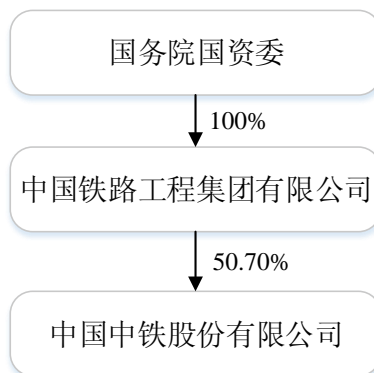 国务院国资委
100%
中国铁路工程集团有限公司
50.70%
中国中铁股份有限公司